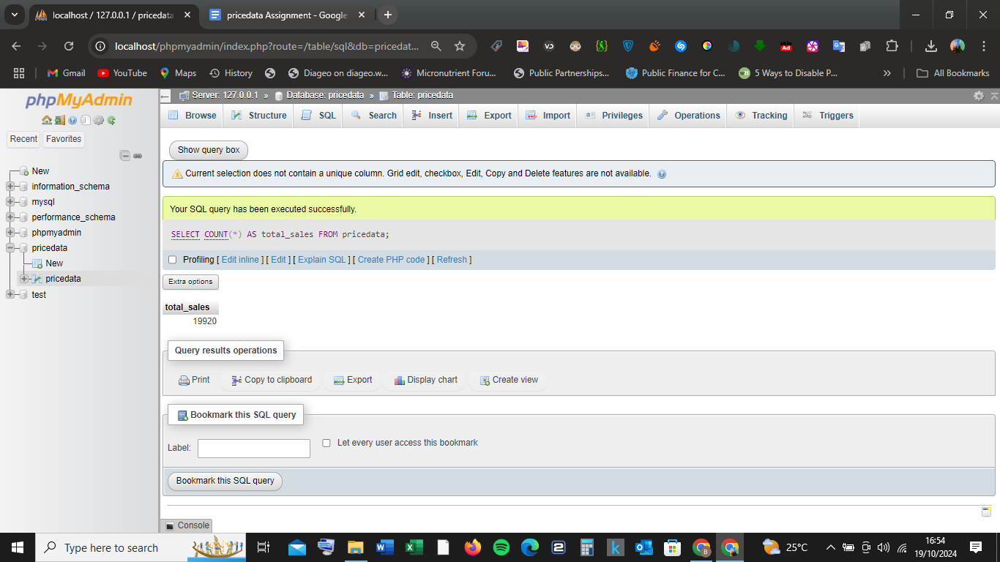 localhost / 127.0.0.1 / pricedata
pricedata Assignment - Google
localhost/phpmyadmin/index.php?route=/table/sql&db=pricedat...
Gmail
YouTube
Maps
History
Diageo on diageo.w...
Micronutrient Foru...
Public Partnerships...
Public Finance for C...
5 Ways to Disable P...
All Bookmarks
phpMyAdmin
Recent
Favorites
New
information_schema
mysql
performance_schema
phpmyadmin
pricedata
New
pricedata
test
Server: 127.0.0.1 » Database: pricedata » Table: pricedata
Browse
Structure
SQL
Search
Insert
Export
Import
Privileges
Operations
Tracking
Triggers
Show query box
Current selection does not contain a unique column. Grid edit, checkbox, Edit, Copy and Delete features are not available.
Your SQL query has been executed successfully.
SELECT COUNT(*) AS total_sales FROM pricedata;
Profiling [ Edit inline ] [ Edit ] [ Explain SQL ] [ Create PHP code ] [ Refresh ]
Extra options
total_sales
19920
Query results operations
Print
Copy to clipboard
Export
Display chart
Create view
Bookmark this SQL query
Label:
Let every user access this bookmark
Bookmark this SQL query
Console
Type here to search
25°C
16:54
19/10/2024